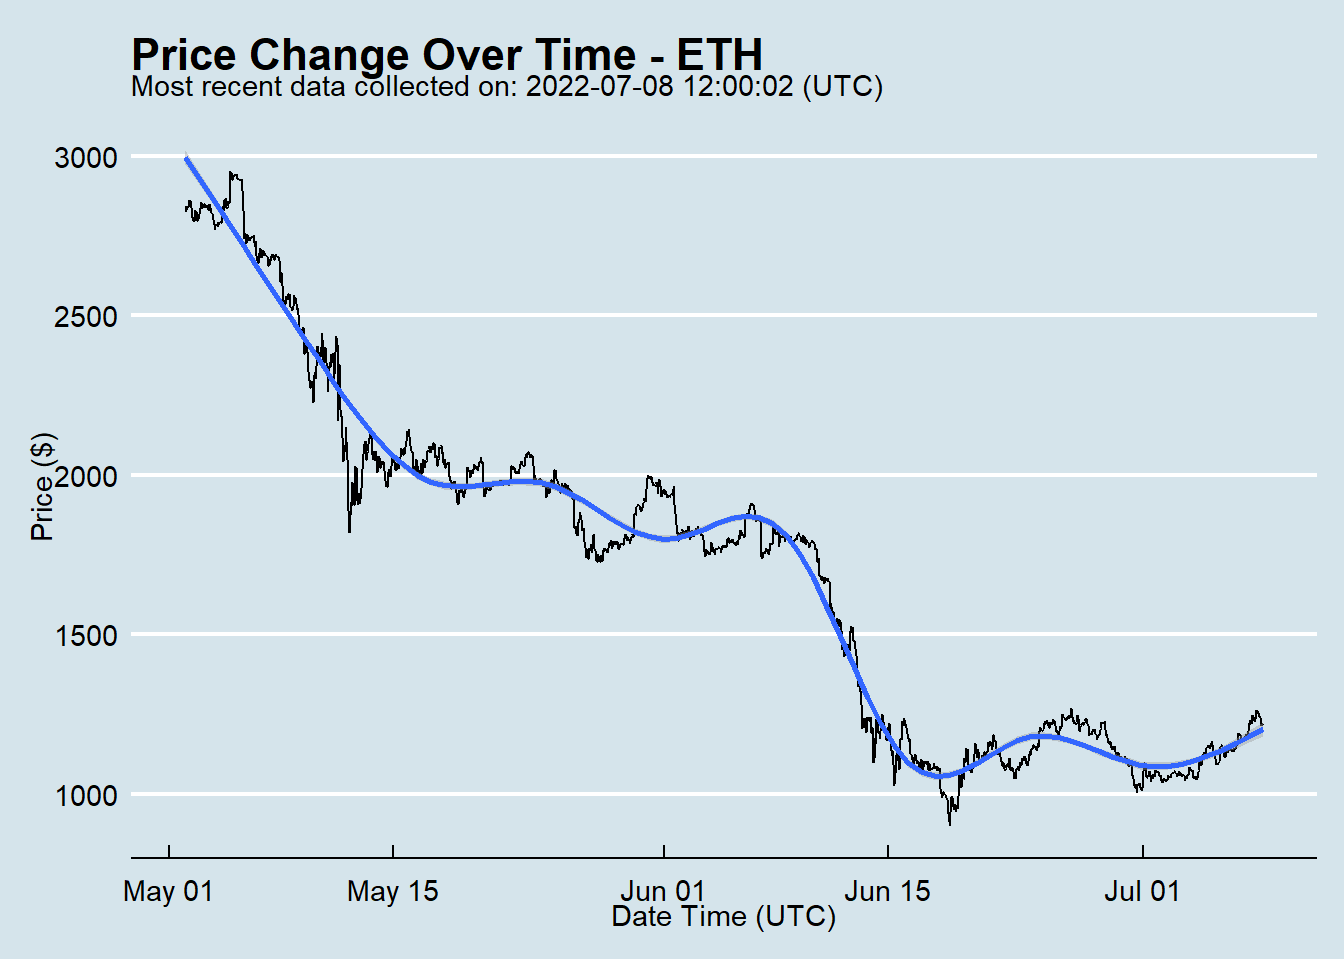 Price Change Over Time - ETH
Most recent data collected on: 2022-07-08 12:00:02 (UTC)
3000
2500
2000
1500
1000
Price ($)
May 01
May 15
Jun 01
Jun 15
Jul 01
Date Time (UTC)